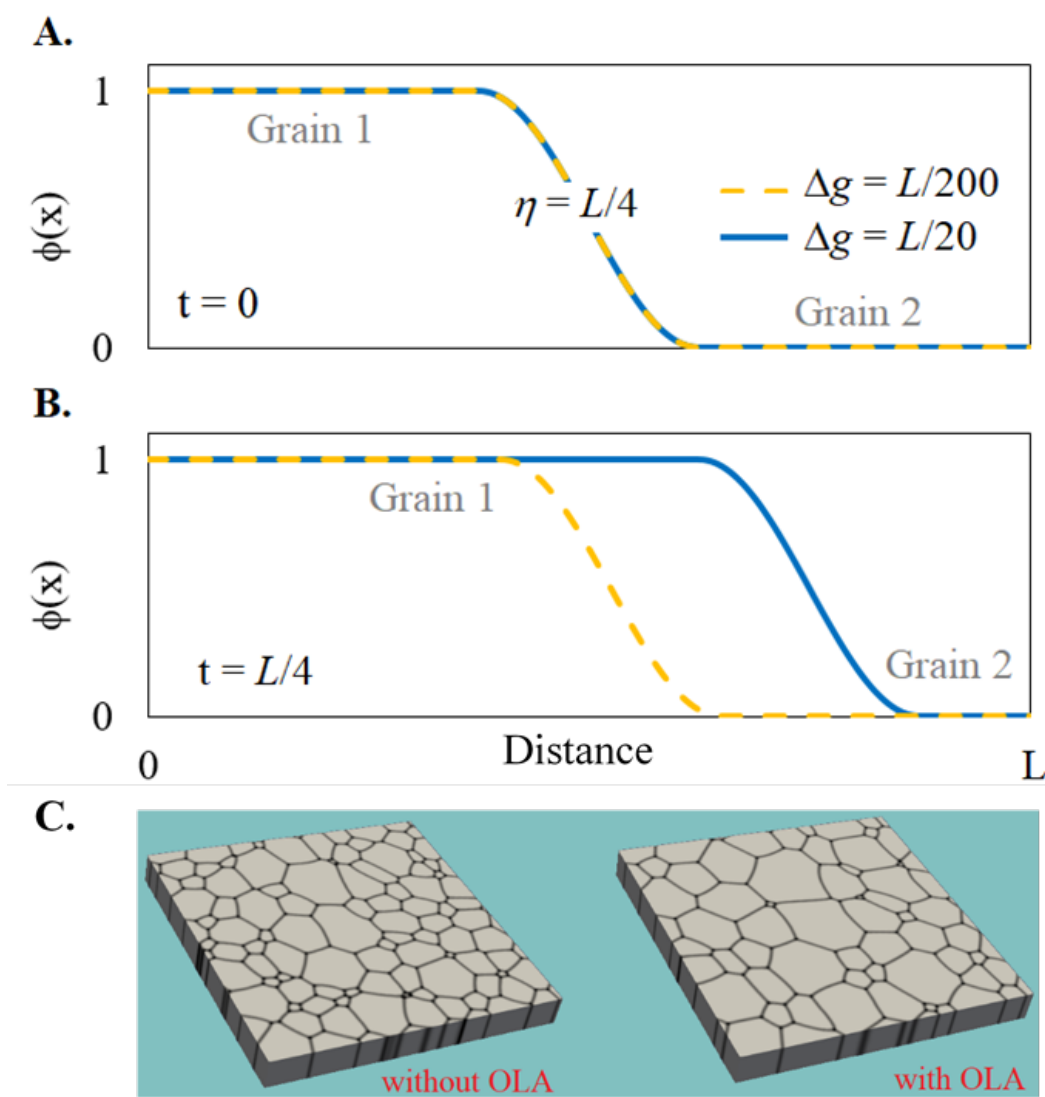 A.
1
Grain 1
ϕ(x)
η = L/4
Δg = L/200
Δg = L/20
t = 0
Grain 2
0
B.
1
Grain 1
ϕ(x)
t = L/4
Grain 2
0
0
Distance
L
C.
without OLA
with OLA